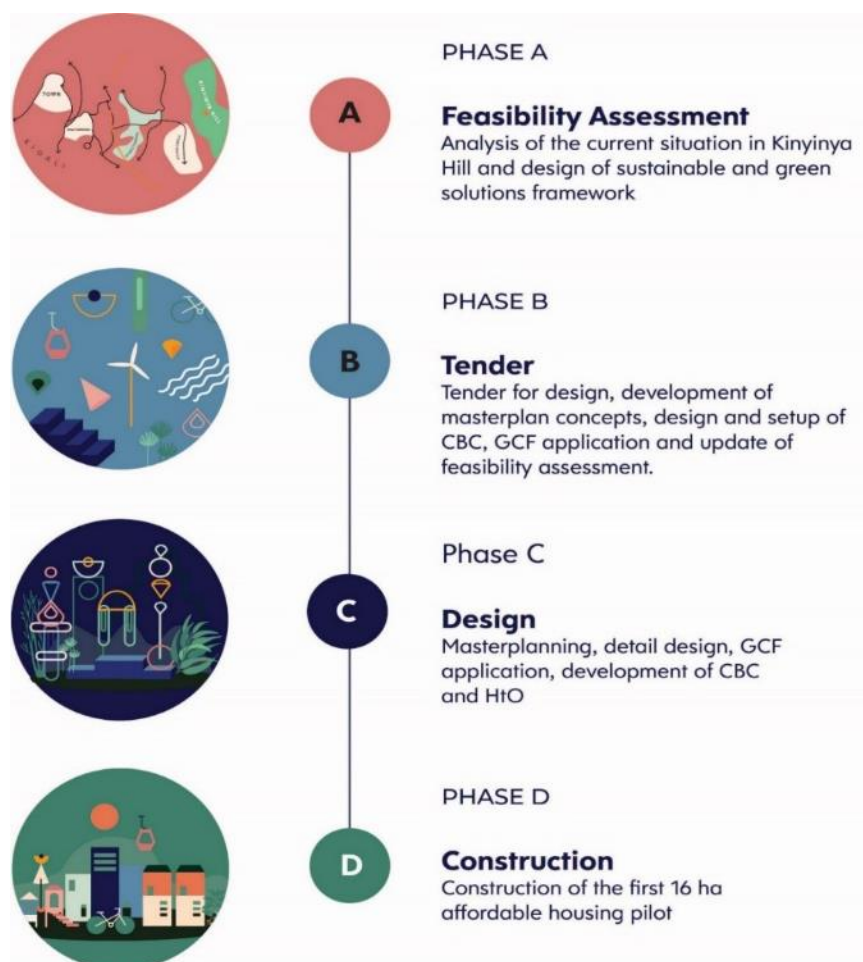 PHASE A
TOWN
KIGALI
A
Feasibility Assessment
Analysis of the current situation in Kinyinya
Hill and design of sustainable and green
solutions framework
PHASE B
B
Tender
Tender for design, development of
masterplan concepts, design and setup of
CBC, GCF application and update of
feasibility assessment.
Phase C
C
Design
Masterplanning, detail design, GCF
application, development of CBC
and HtO
PHASE D
D
Construction
Construction of the first 16 ha
affordable housing pilot